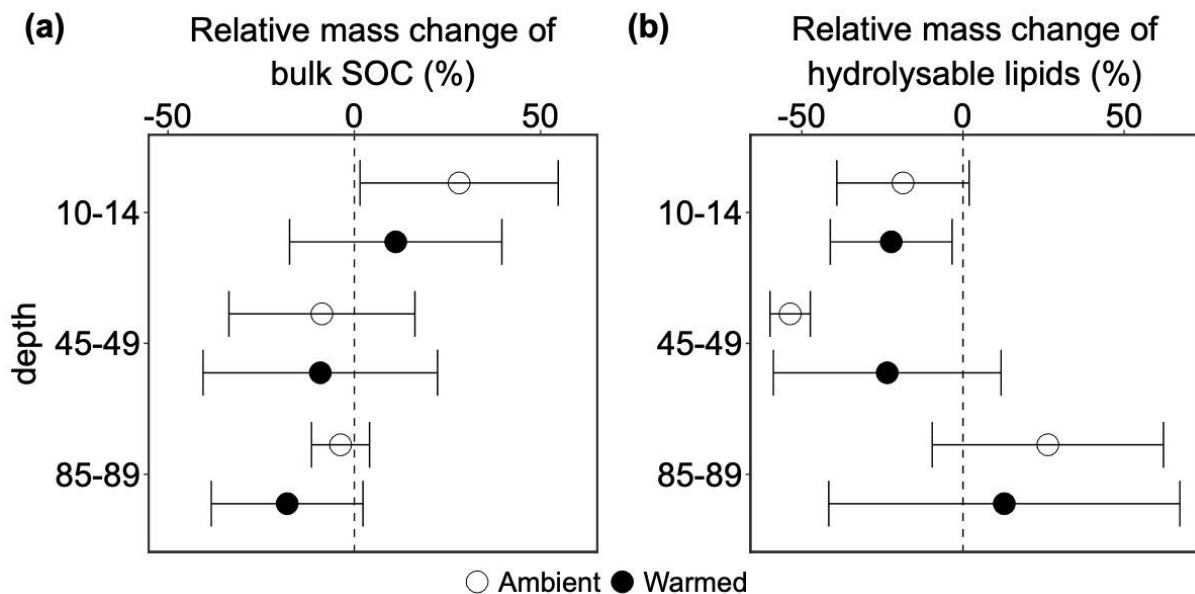 (a) Relative mass change of
bulk SOC (%)
-50 0 50
10-14
45-49
85-89
depth
(b) Relative mass change of
hydrolysable lipids (%)
-50 0 50
10-14
45-49
85-89
Ambient Warmed